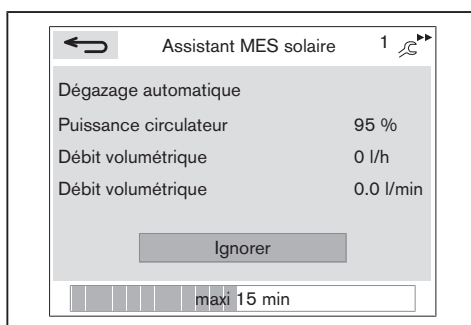 Assistant MES solaire 1
Dégazage automatique
Puissance circulateur 95 %
Débit volumétrique 0 l/h
Débit volumétrique 0.0 l/min
Ignorer
maxi 15 min